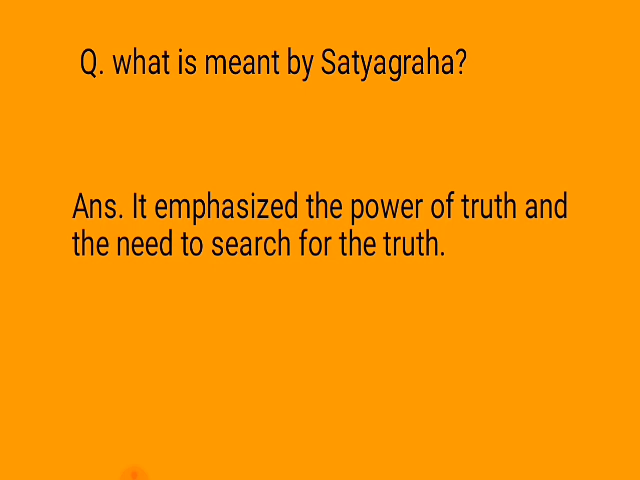 Q. what is meant by Satyagraha?
Ans. It emphasized the power of truth and
the need to search for the truth.